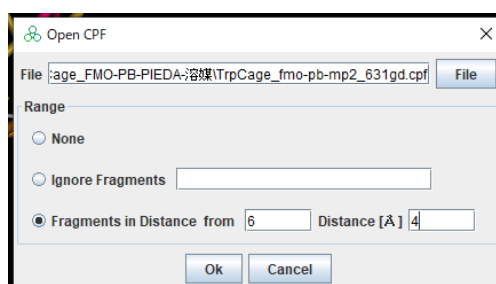 Open CPF
File :age_FMO-PB-PIEDA-溶媒\TrpCage_fmo-pb-mp2_631gd.cpf File
Range
None
Ignore Fragments
Fragments in Distance from 6 Distance [Å] 4
Ok Cancel